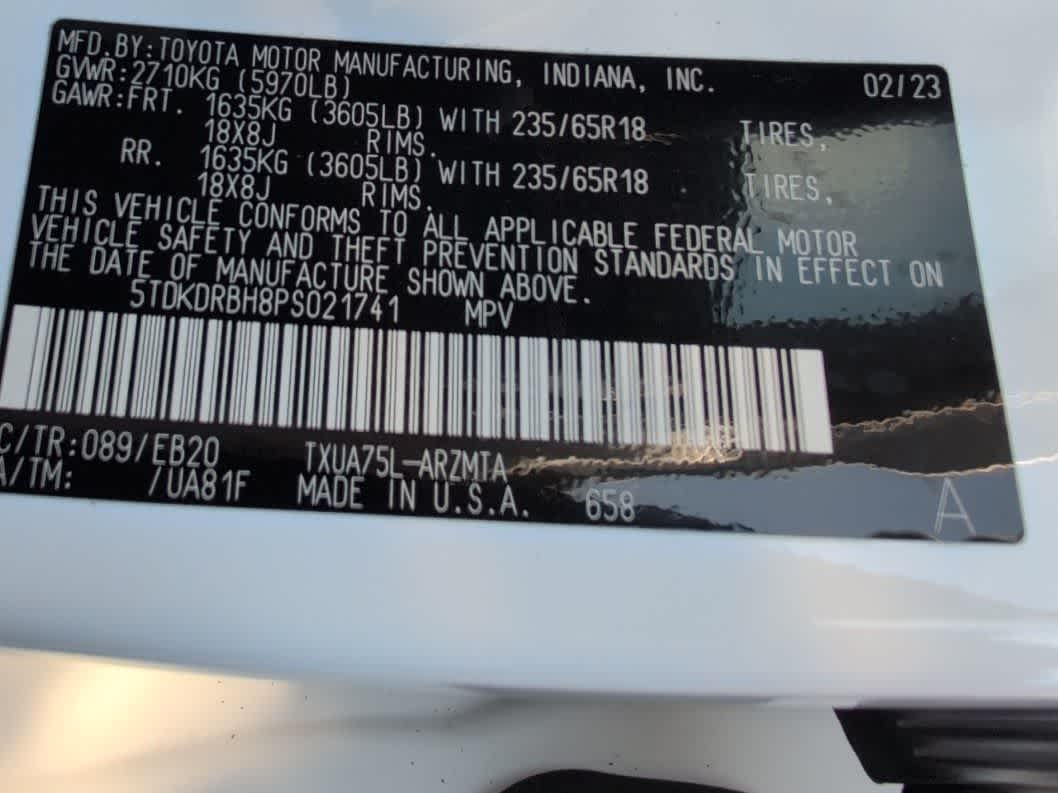 MFD.BY:TOYOTA MOTOR MANUFACTURING, INDIANA, INC. 02/23
GVWR:2710KG (5970LB)
GAWR:FRT. 1635KG (3605LB) WITH 235/65R18 TIRES,
18X8J RIMS.
RR. 1635KG (3605LB) WITH 235/65R18 TIRES,
18X8J RIMS.
THIS VEHICLE CONFORMS TO ALL APPLICABLE FEDERAL MOTOR
VEHICLE SAFETY AND THEFT PREVENTION STANDARDS IN EFFECT ON
THE DATE OF MANUFACTURE SHOWN ABOVE.
5TDKDRBH8PS021741 MPV
C/TR:089/EB20 TXUA75L-ARZMTA
A/TM: /UA81F MADE IN U.S.A. 658 A